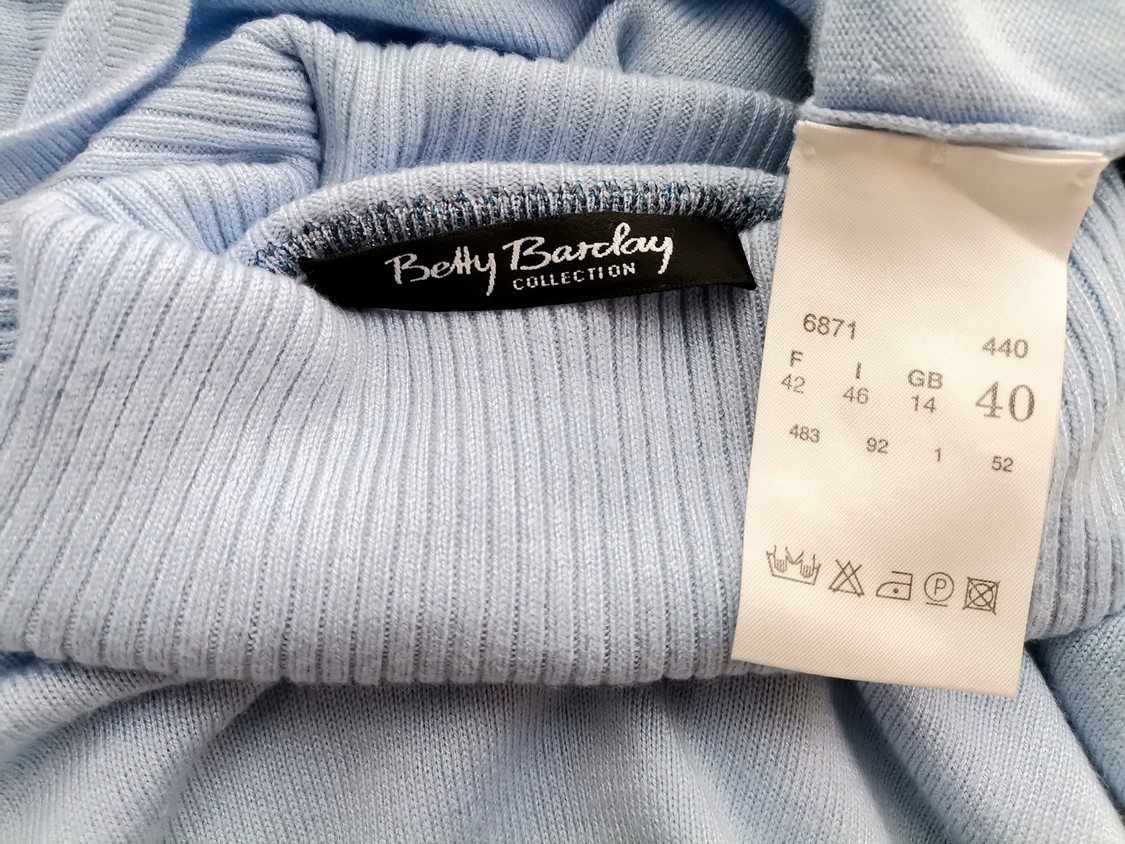 Betty Barclay
COLLECTION
6871 440
F I GB 40
42 46 14
483 92 1 52
P